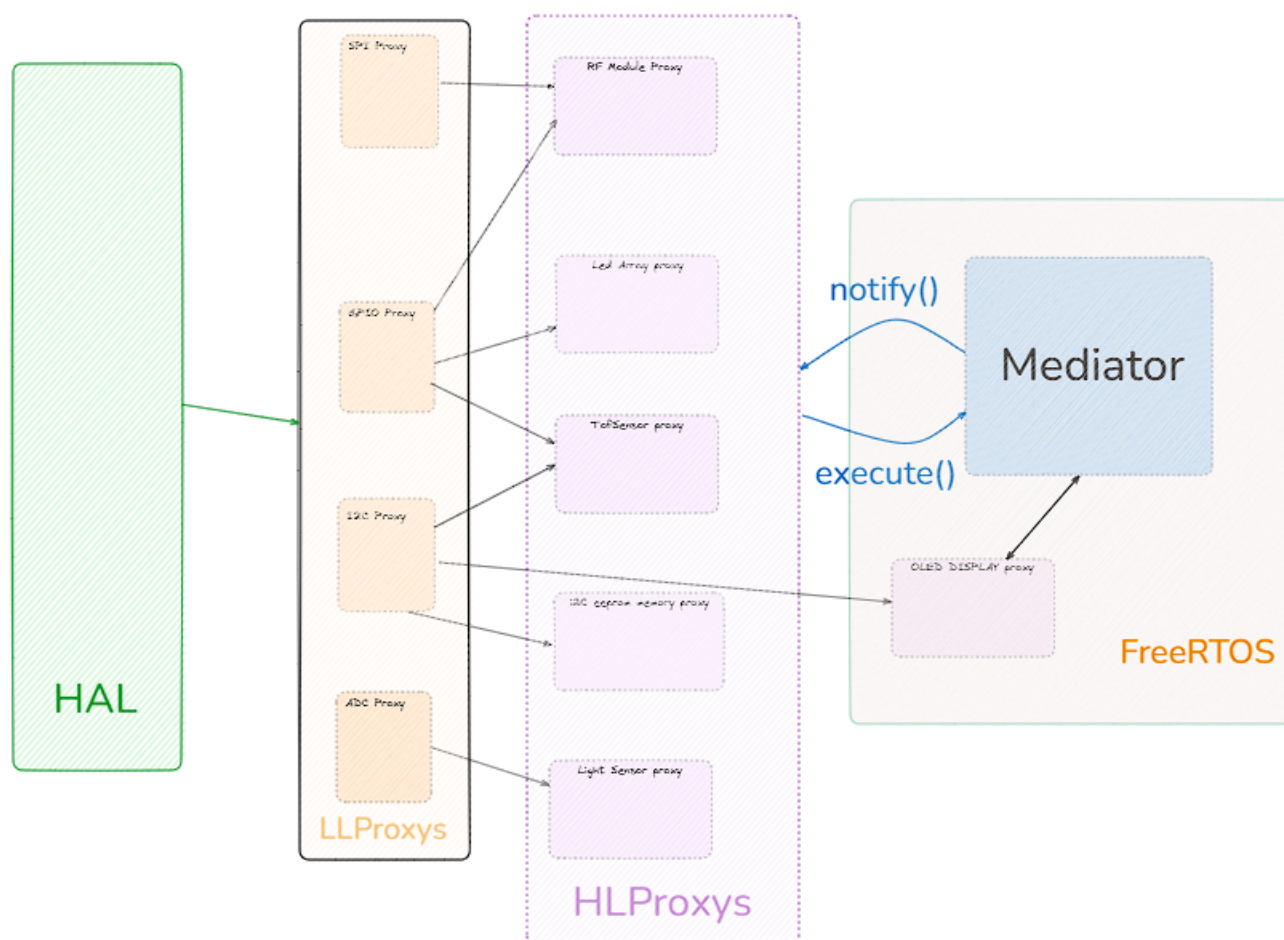 SPI Proxy
RF Module Proxy
Led Array proxy
notify()
GPIO Proxy
Mediator
TofSensor proxy
execute()
I2C Proxy
OLED DISPLAY proxy
i2C eeprom memory proxy
FreeRTOS
HAL
ADC Proxy
Light Sensor proxy
LLProxys
HLProxys